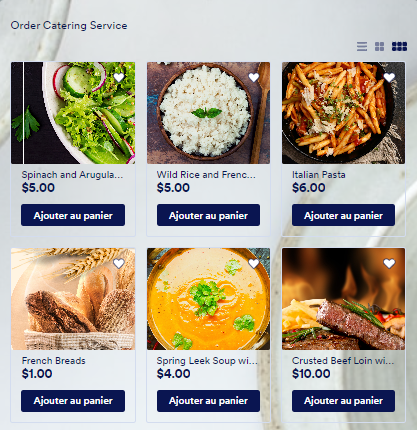 Order Catering Service
Spinach and Arugula...
Wild Rice and Frenc...
Italian Pasta
$5.00
$5.00
$6.00
Ajouter au panier
Ajouter au panier
Ajouter au panier
French Breads
Spring Leek Soup wi...
Crusted Beef Loin wi...
$1.00
$4.00
$10.00
Ajouter au panier
Ajouter au panier
Ajouter au panier